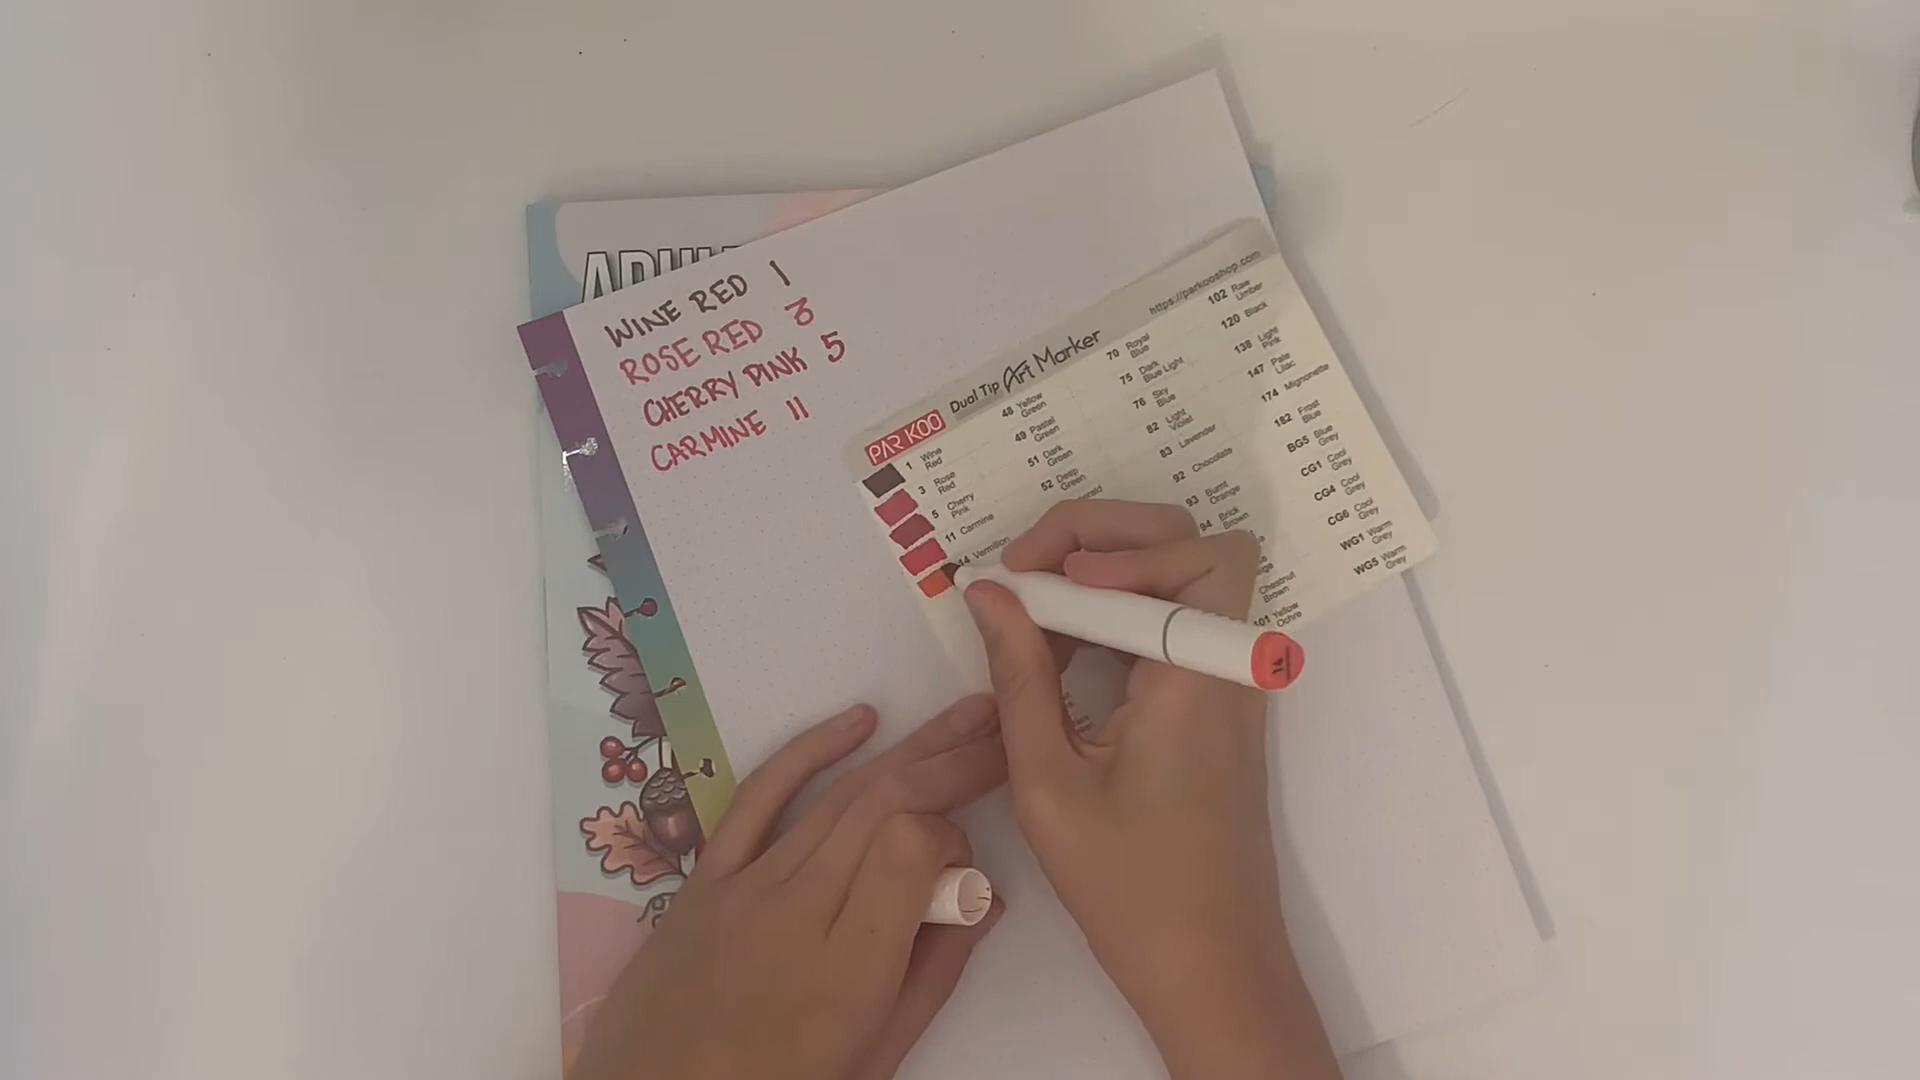 WINE RED 1
ROSE RED 3
CHERRY PINK 5
CARMINE 11
PARKOO
Dual Tip Art Marker
https://parkooshop.com
1 Wine Red
3 Rose Red
5 Cherry Pink
11 Carmine
14 Vermilion
48 Yellow Green
49 Pastel Green
51 Dark Green
52 Deep Green
70 Royal Blue
75 Dark Blue Light
76 Sky Blue
82 Light Violet
83 Lavender
92 Chocolate
93 Burnt Orange
94 Brick Brown
Chestnut Brown
101 Yellow Ochre
102 Raw Umber
120 Black
138 Light Pink
147 Pale Lilac
174 Mignonette
182 Frost Blue
BG5 Blue Grey
CG1 Cool Grey
CG4 Cool Grey
CG6 Cool Grey
WG1 Warm Grey
WG5 Warm Grey
14